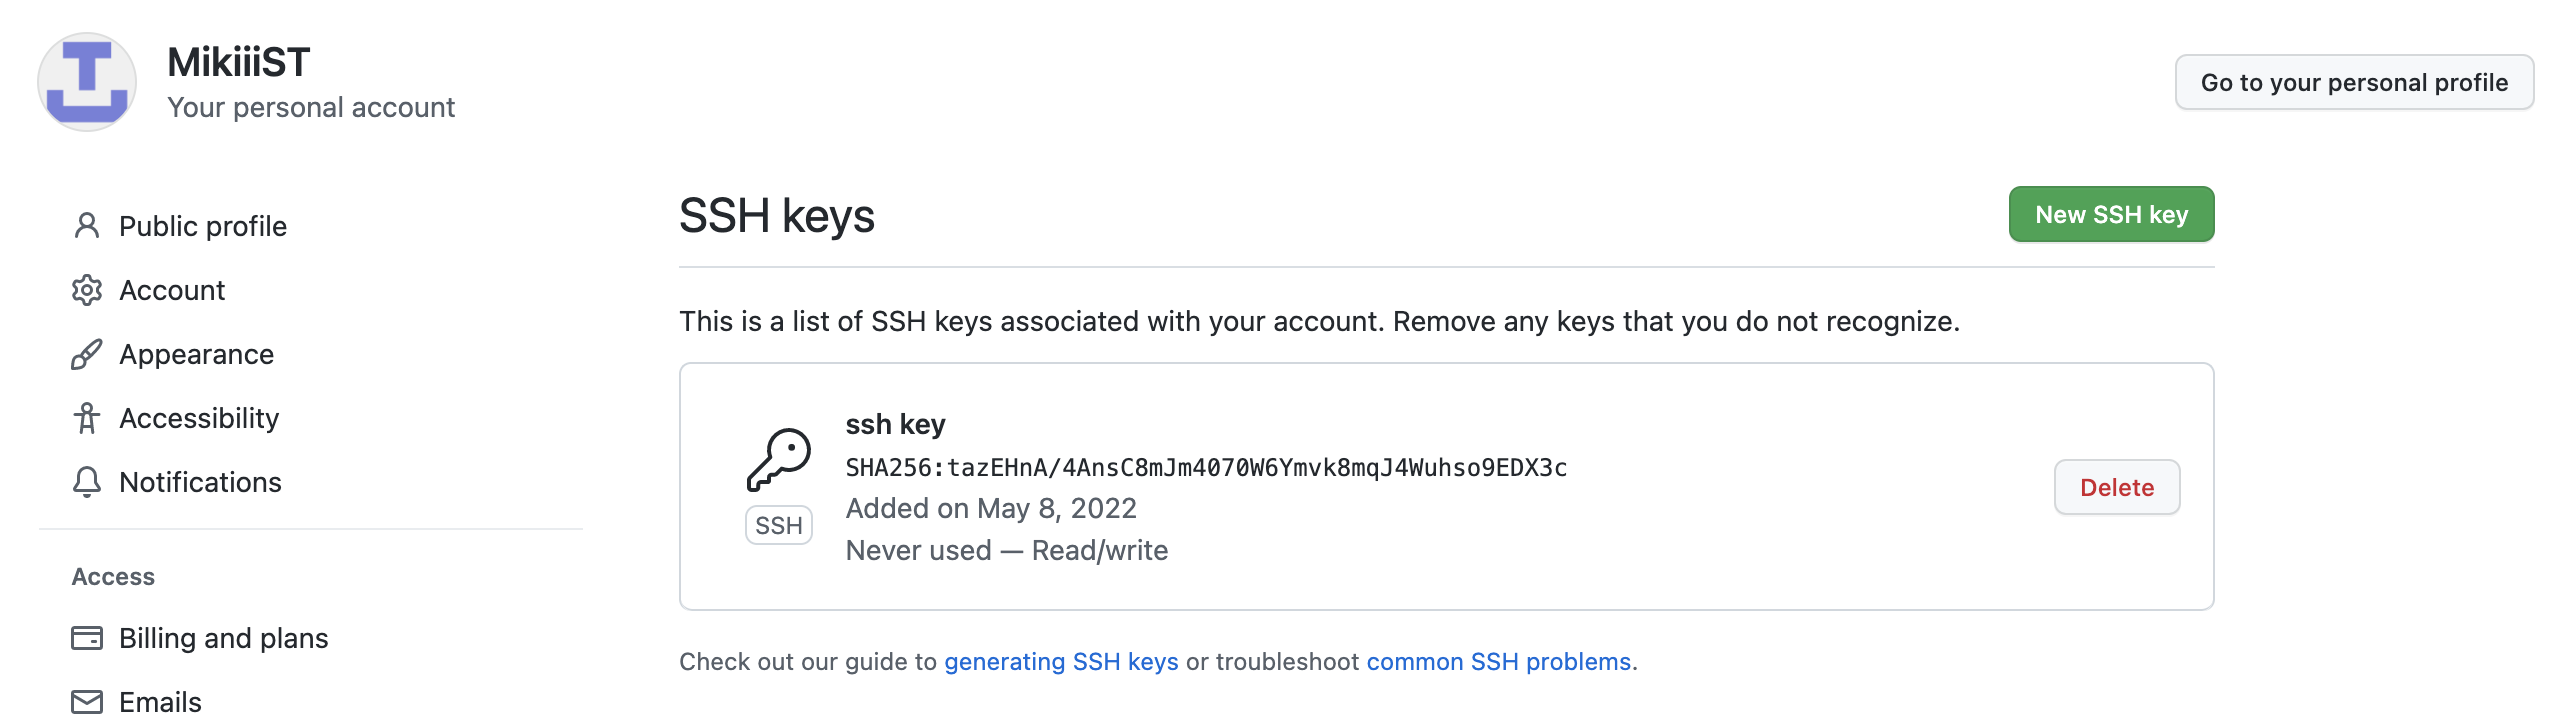 MikiiiST
Your personal account
Go to your personal profile
Public profile
Account
Appearance
Accessibility
Notifications
Access
Billing and plans
Emails
SSH keys
New SSH key
This is a list of SSH keys associated with your account. Remove any keys that you do not recognize.
ssh key
SHA256:tazEHnA/4AnsC8mJm4070W6Ymvk8mqJ4Wuhso9EDX3c
Added on May 8, 2022
Never used — Read/write
SSH
Delete
Check out our guide to generating SSH keys or troubleshoot common SSH problems.